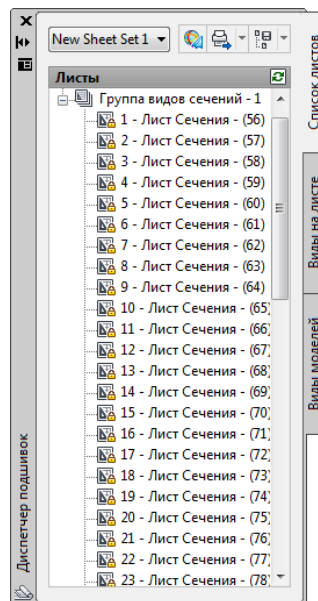 New Sheet Set 1
Листы
Группа видов сечений - 1
1 - Лист Сечения - (56)
2 - Лист Сечения - (57)
3 - Лист Сечения - (58)
4 - Лист Сечения - (59)
5 - Лист Сечения - (60)
6 - Лист Сечения - (61)
7 - Лист Сечения - (62)
8 - Лист Сечения - (63)
9 - Лист Сечения - (64)
10 - Лист Сечения - (65)
11 - Лист Сечения - (66)
12 - Лист Сечения - (67)
13 - Лист Сечения - (68)
14 - Лист Сечения - (69)
15 - Лист Сечения - (70)
16 - Лист Сечения - (71)
17 - Лист Сечения - (72)
18 - Лист Сечения - (73)
19 - Лист Сечения - (74)
20 - Лист Сечения - (75)
21 - Лист Сечения - (76)
22 - Лист Сечения - (77)
23 - Лист Сечения - (78)
Список листов
Виды на листе
Виды моделей
Диспетчер подшивок